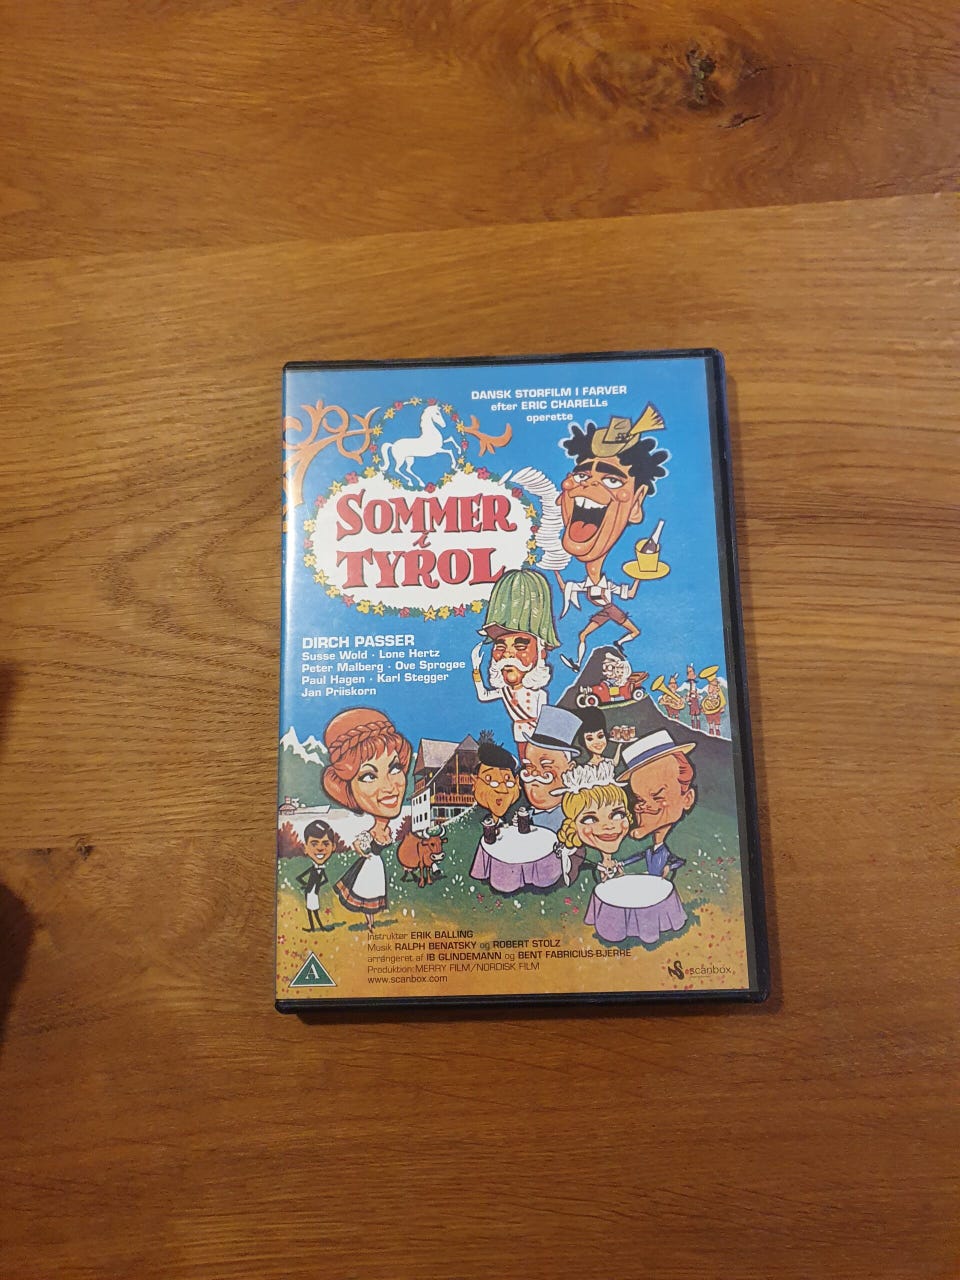 DANSK STORFILM I FARVER
efter ERIC CHARELLs
operette
SOMMER
i
TYROL
DIRCH PASSER
Susse Wold · Lone Hertz
Peter Malberg · Ove Sprogøe
Paul Hagen · Karl Stegger
Jan Priiskorn
Instruktør ERIK BALLING
Musik RALPH BENATSKY og ROBERT STOLZ
arrangeret af IB GLINDEMANN og BENT FABRICIUS-BJERRE
Produktion: MERRY FILM/NORDISK FILM
www.scanbox.com
A
scanbox